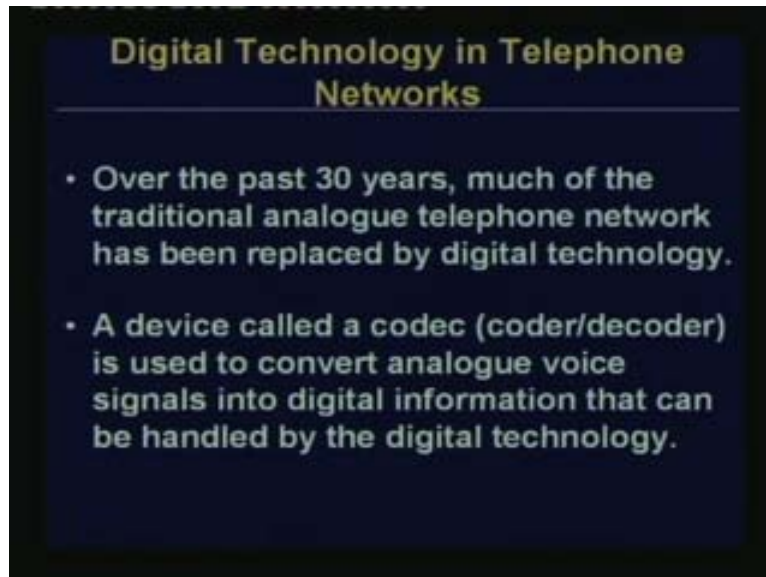 Digital Technology in Telephone
Networks
• Over the past 30 years, much of the
traditional analogue telephone network
has been replaced by digital technology.
• A device called a codec (coder/decoder)
is used to convert analogue voice
signals into digital information that can
be handled by the digital technology.